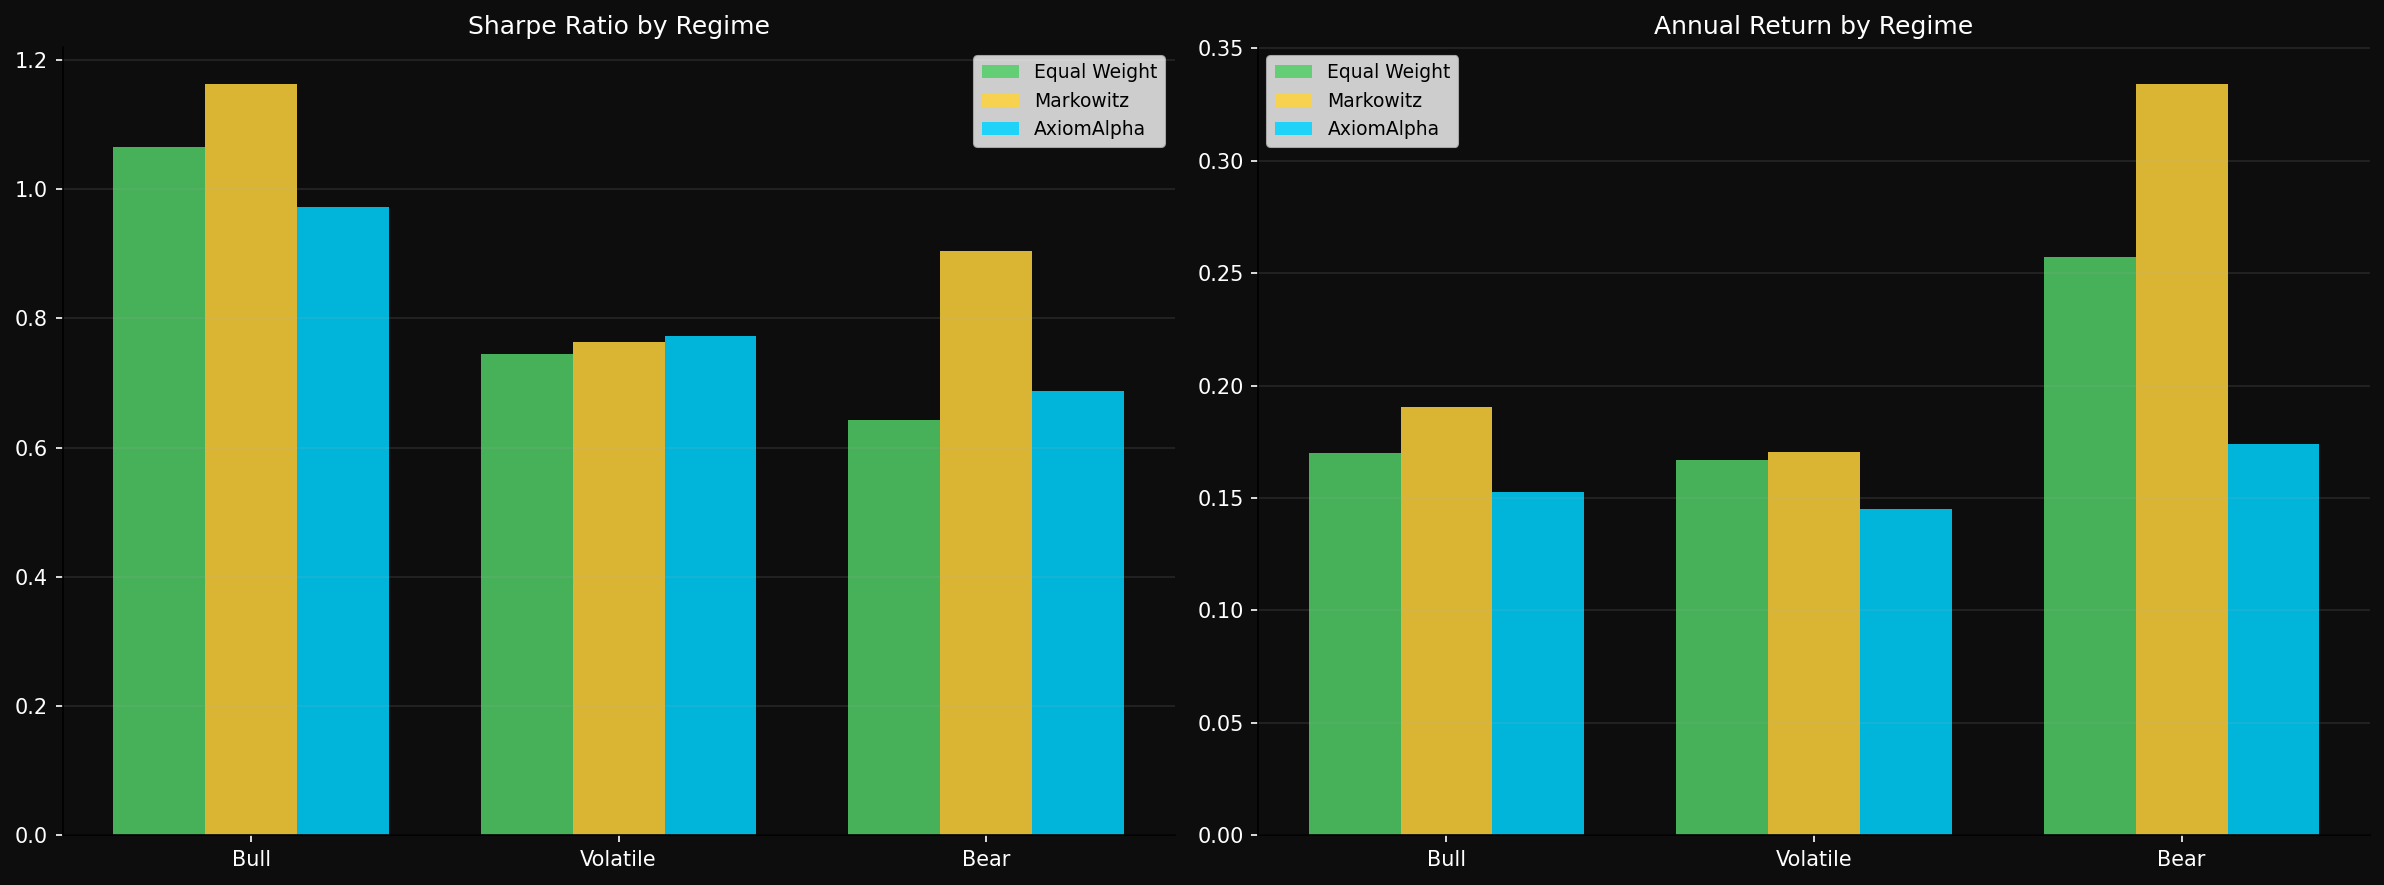 Sharpe Ratio by Regime
1.2
1.0
0.8
0.6
0.4
0.2
0.0
Equal Weight
Markowitz
AxiomAlpha
Bull
Volatile
Bear
Annual Return by Regime
0.35
0.30
0.25
0.20
0.15
0.10
0.05
0.00
Equal Weight
Markowitz
AxiomAlpha
Bull
Volatile
Bear